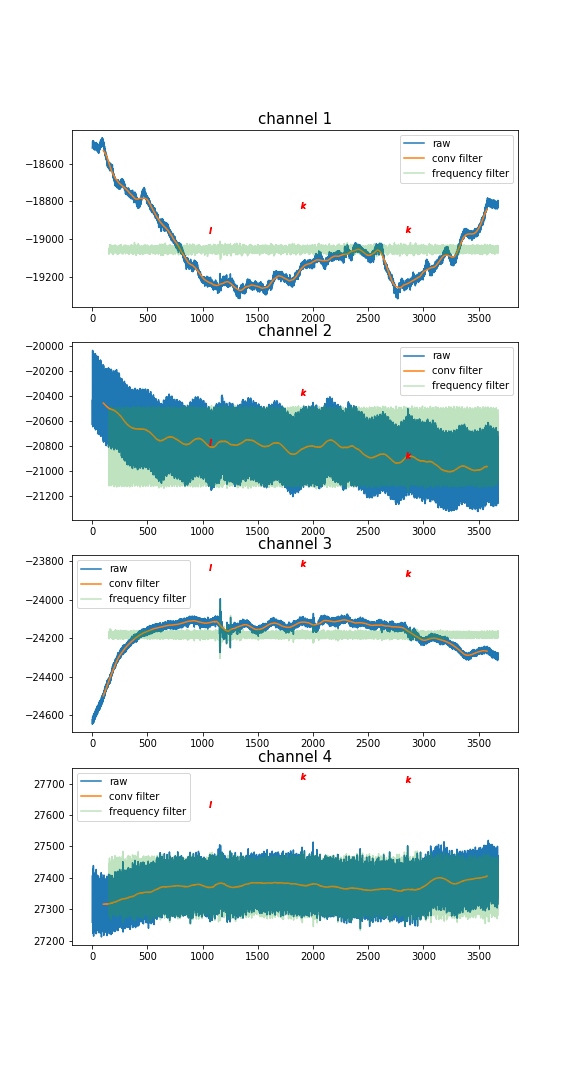 channel 1
raw
conv filter
frequency filter
k
l
k
−18600
−18800
−19000
−19200
0 500 1000 1500 2000 2500 3000 3500
channel 2
raw
conv filter
frequency filter
k
l
k
−20000
−20200
−20400
−20600
−20800
−21000
−21200
0 500 1000 1500 2000 2500 3000 3500
channel 3
raw
conv filter
frequency filter
l
k
k
−23800
−24000
−24200
−24400
−24600
0 500 1000 1500 2000 2500 3000 3500
channel 4
raw
conv filter
frequency filter
k
k
l
27700
27600
27500
27400
27300
27200
0 500 1000 1500 2000 2500 3000 3500